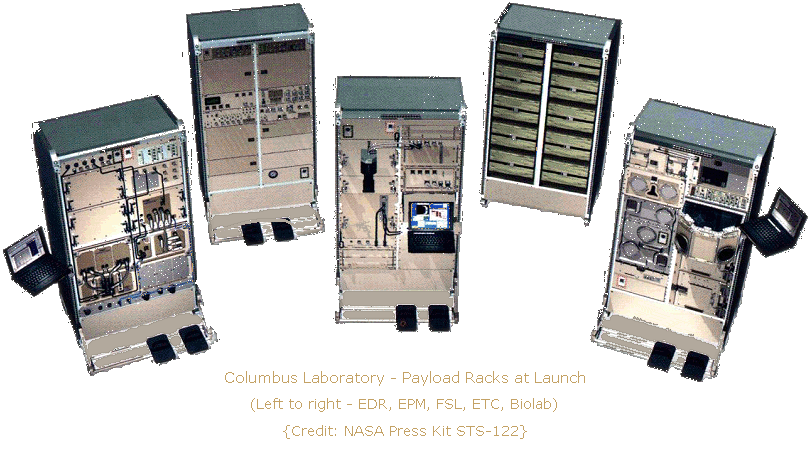 Columbus Laboratory - Payload Racks at Launch
(Left to right - EDR, EPM, FSL, ETC, Biolab)
{Credit: NASA Press Kit STS-122}